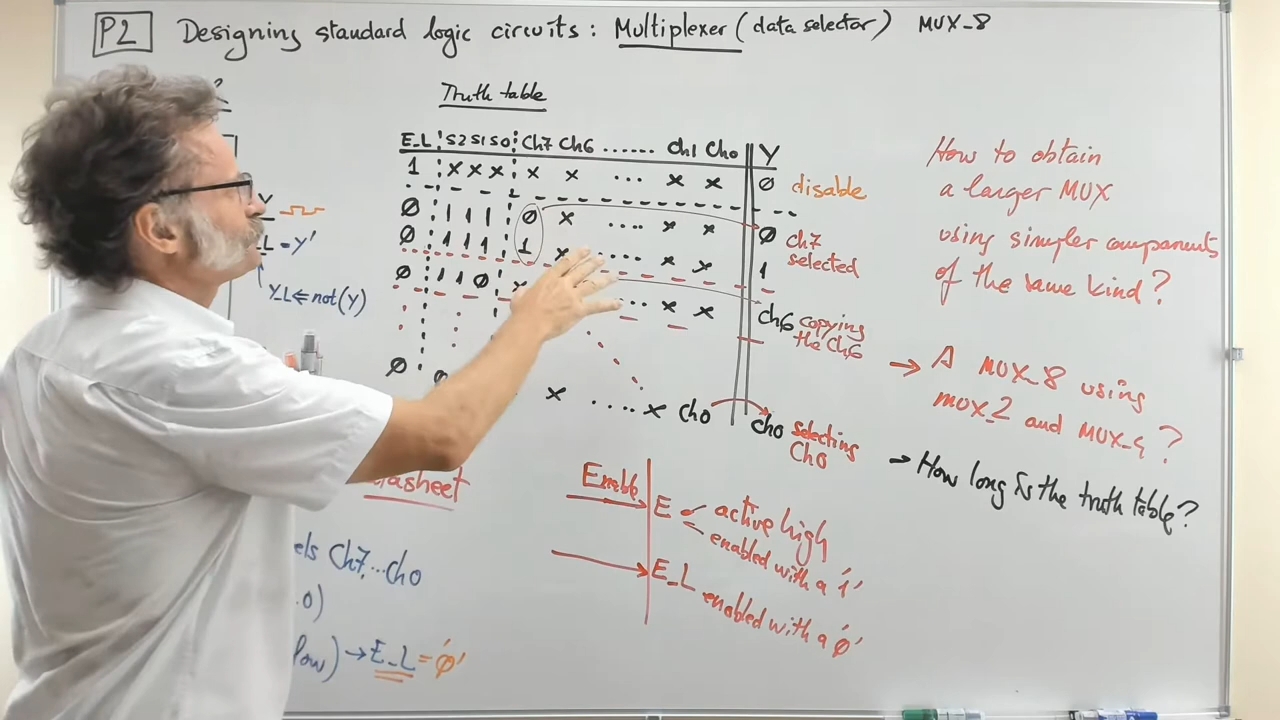 P2 Designing standard logic circuits : Multiplexer (data selector) MUX_8
Truth table
E_L S2 S1 S0 Ch7 Ch6 ...... Ch1 Ch0 Y
1 x x x x x ... x x Ø disable
Ø 1 1 1 Ø x .... x x Ø
Ø 1 1 1 1 x .... x x 1
ch7
selected
Ø 1 1 Ø x ... x x Ch6 copying
the Ch6
Ø Ø x .... x Ch0 Ch0 selecting
Ch0
L = Y'
Y_L ⇐ not(Y)
asheet
els Ch7...Ch0
.0)
low) → E_L = 'Ø'
Enable
E active high
enabled with a '1'
E_L enabled with a 'Ø'
How to obtain
a larger MUX
using simpler components
of the same kind?
→ A MUX_8 using
MUX_2 and MUX_4?
→ How long is the truth table?